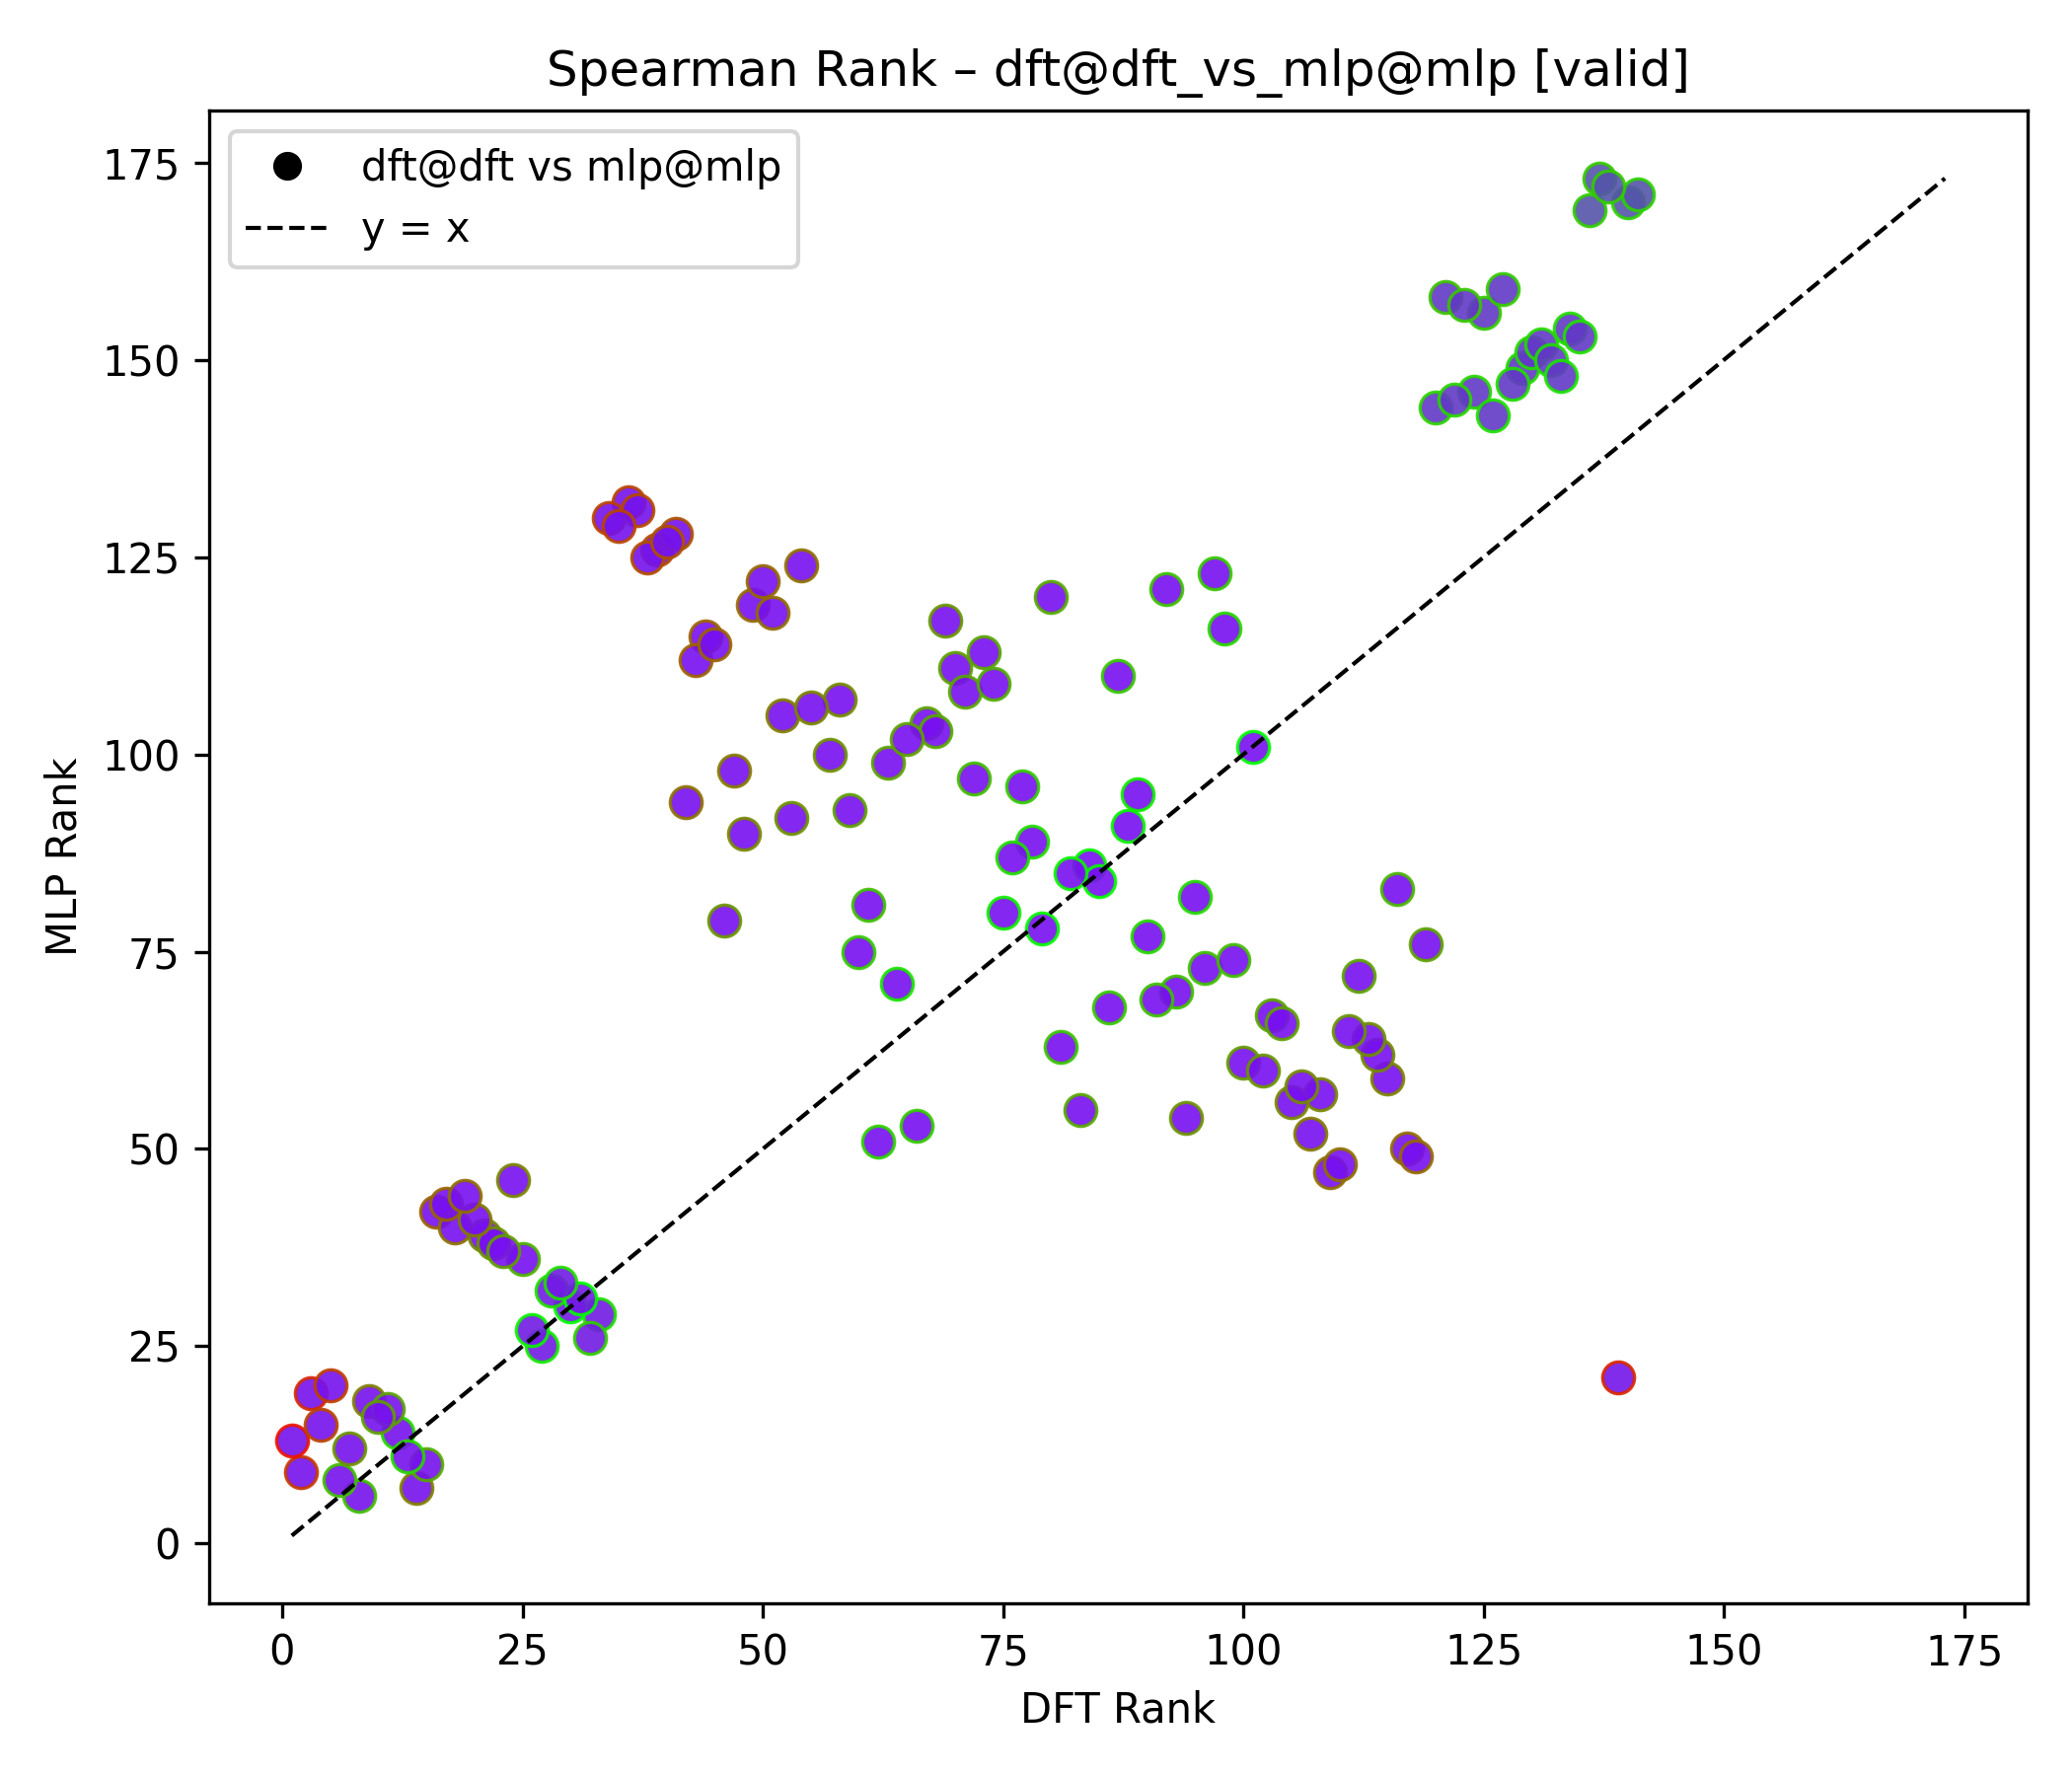 Spearman Rank – dft@dft_vs_mlp@mlp [valid]
dft@dft vs mlp@mlp
y = x
175
150
125
100
75
50
25
0
MLP Rank
0 25 50 75 100 125 150 175
DFT Rank